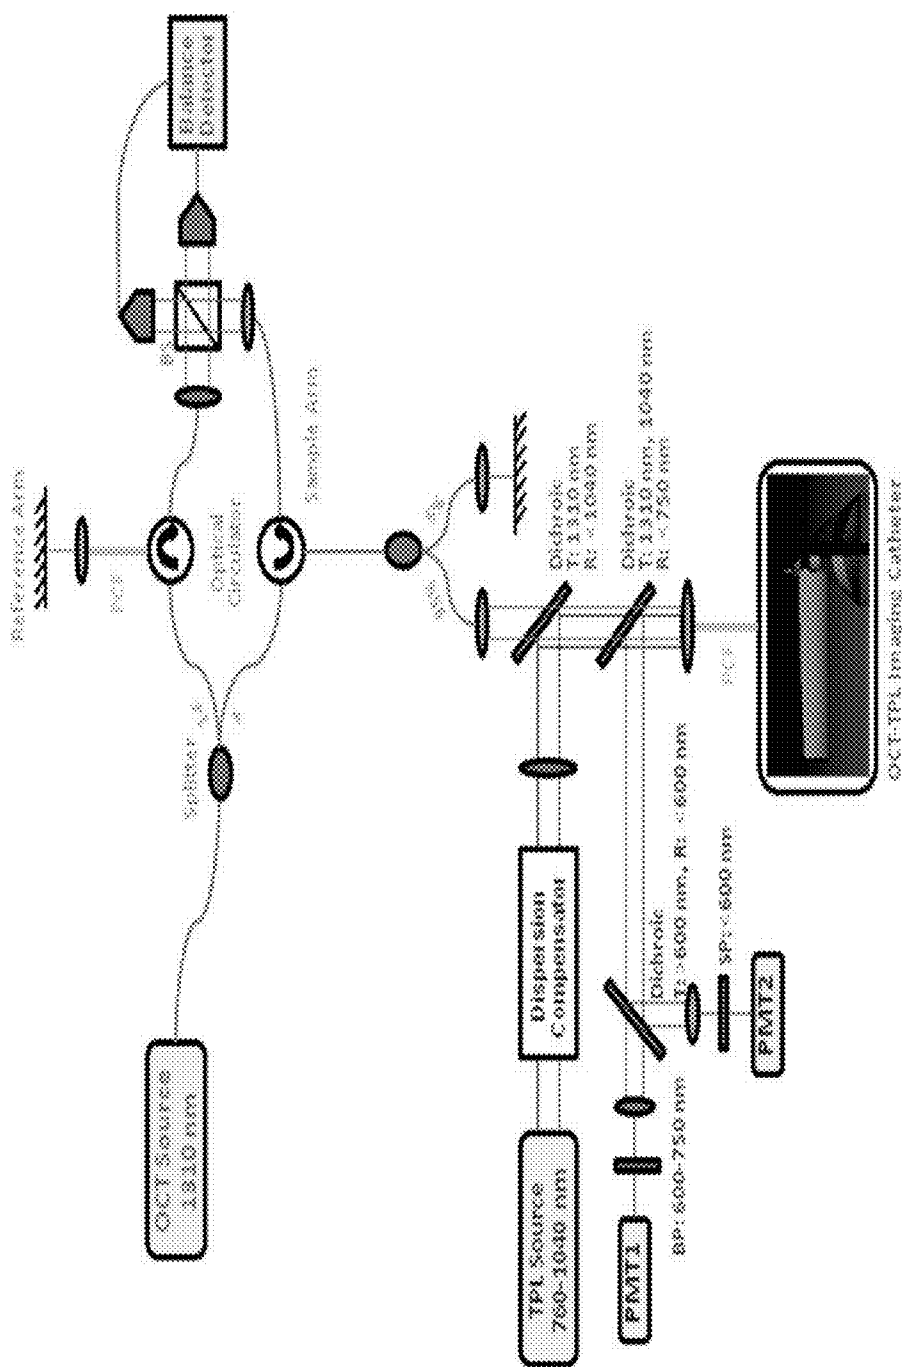 OCT Source
1310 nm
Splitter
Reference Arm
PCF
Optical
Circulator
Sample Arm
Balance
Detector
TPL Source
760-1040 nm
Dispersion
Compensator
Dichroic
T: 1310 nm
R: <1040 nm
Dichroic
T: 1310 nm, 1040 nm
R: <750 nm
PMT1
BP: 600-750 nm
Dichroic
T: >600 nm, R: <600 nm
SP: <600 nm
PMT2
PCF
OCT-TPL Imaging Catheter